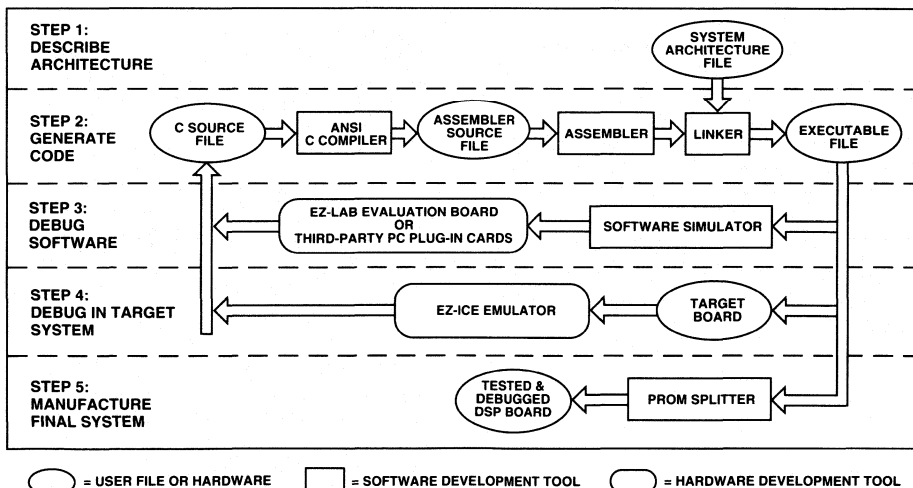 STEP 1:
DESCRIBE
ARCHITECTURE
SYSTEM
ARCHITECTURE
FILE
STEP 2:
GENERATE
CODE
C SOURCE
FILE
ANSI
C COMPILER
ASSEMBLER
SOURCE
FILE
ASSEMBLER
LINKER
EXECUTABLE
FILE
STEP 3:
DEBUG
SOFTWARE
EZ-LAB EVALUATION BOARD
OR
THIRD-PARTY PC PLUG-IN CARDS
SOFTWARE SIMULATOR
STEP 4:
DEBUG IN TARGET
SYSTEM
EZ-ICE EMULATOR
TARGET
BOARD
STEP 5:
MANUFACTURE
FINAL SYSTEM
TESTED &
DEBUGGED
DSP BOARD
PROM SPLITTER
= USER FILE OR HARDWARE
= SOFTWARE DEVELOPMENT TOOL
= HARDWARE DEVELOPMENT TOOL